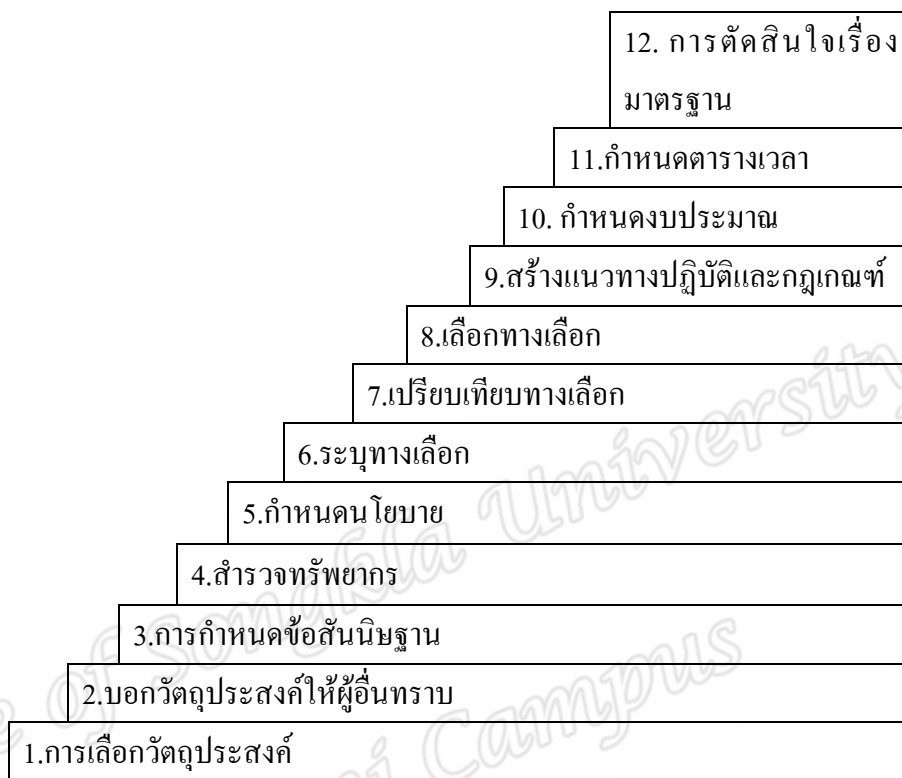 12. การตัดสินใจเรื่อง
มาตรฐาน
11.กำหนดตารางเวลา
10. กำหนดงบประมาณ
9.สร้างแนวทางปฏิบัติและกฎเกณฑ์
8.เลือกทางเลือก
7.เปรียบเทียบทางเลือก
6.ระบุทางเลือก
5.กำหนดนโยบาย
4.สำรวจทรัพยากร
3.การกำหนดข้อสันนิษฐาน
2.บอกวัตถุประสงค์ให้ผู้อื่นทราบ
1.การเลือกวัตถุประสงค์
of Songkla University
Campus